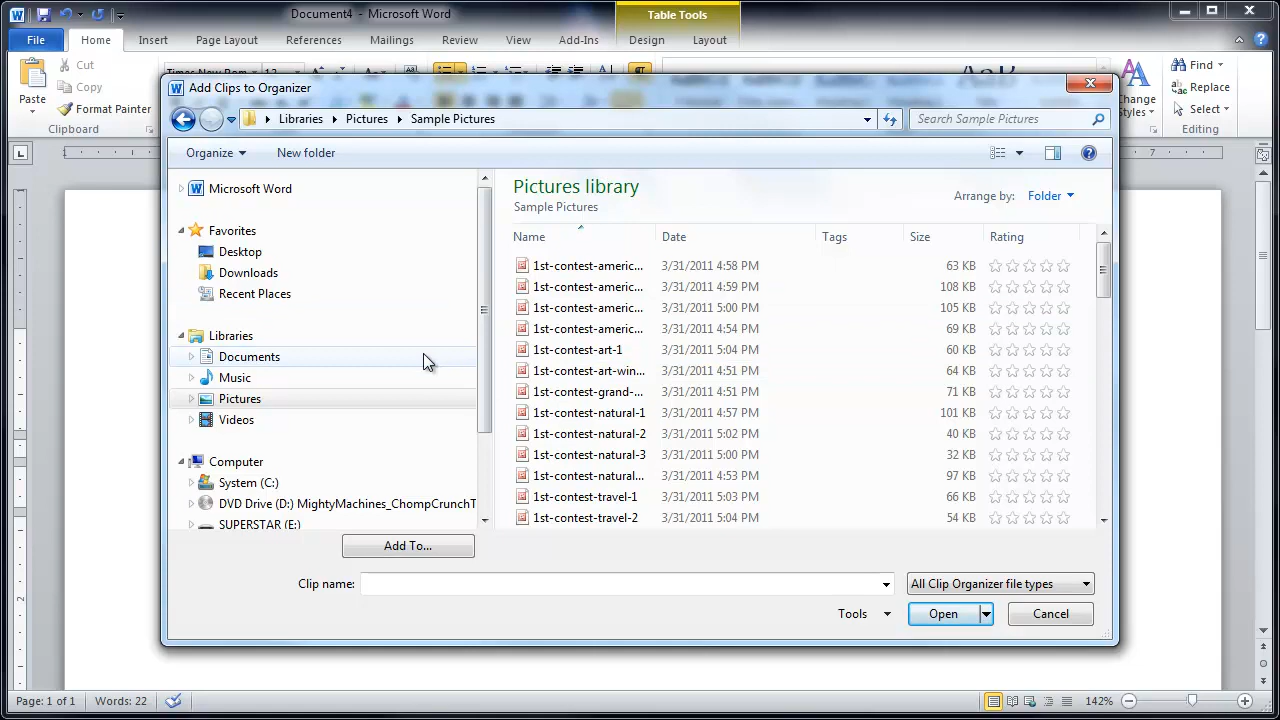 Document4 - Microsoft Word
Table Tools
File Home Insert Page Layout References Mailings Review View Add-Ins Design Layout
Cut
Copy
Paste
Format Painter
Clipboard
Times New Rom
12
Change
Styles
Find
Replace
Select
Editing
Add Clips to Organizer
Libraries Pictures Sample Pictures
Search Sample Pictures
Organize New folder
Microsoft Word
Favorites
Desktop
Downloads
Recent Places
Libraries
Documents
Music
Pictures
Videos
Computer
System (C:)
DVD Drive (D:) MightyMachines_ChompCrunchT
SUPERSTAR (E:)
Pictures library
Sample Pictures
Arrange by: Folder
Name Date Tags Size Rating
1st-contest-americ... 3/31/2011 4:58 PM 63 KB
1st-contest-americ... 3/31/2011 4:59 PM 108 KB
1st-contest-americ... 3/31/2011 5:00 PM 105 KB
1st-contest-americ... 3/31/2011 4:54 PM 69 KB
1st-contest-art-1 3/31/2011 5:04 PM 60 KB
1st-contest-art-win... 3/31/2011 4:51 PM 64 KB
1st-contest-grand-... 3/31/2011 4:51 PM 71 KB
1st-contest-natural-1 3/31/2011 4:57 PM 101 KB
1st-contest-natural-2 3/31/2011 5:02 PM 40 KB
1st-contest-natural-3 3/31/2011 5:00 PM 32 KB
1st-contest-natural... 3/31/2011 4:53 PM 97 KB
1st-contest-travel-1 3/31/2011 5:03 PM 66 KB
1st-contest-travel-2 3/31/2011 5:04 PM 54 KB
Add To...
Clip name:
All Clip Organizer file types
Tools Open Cancel
Page: 1 of 1 Words: 22 142%